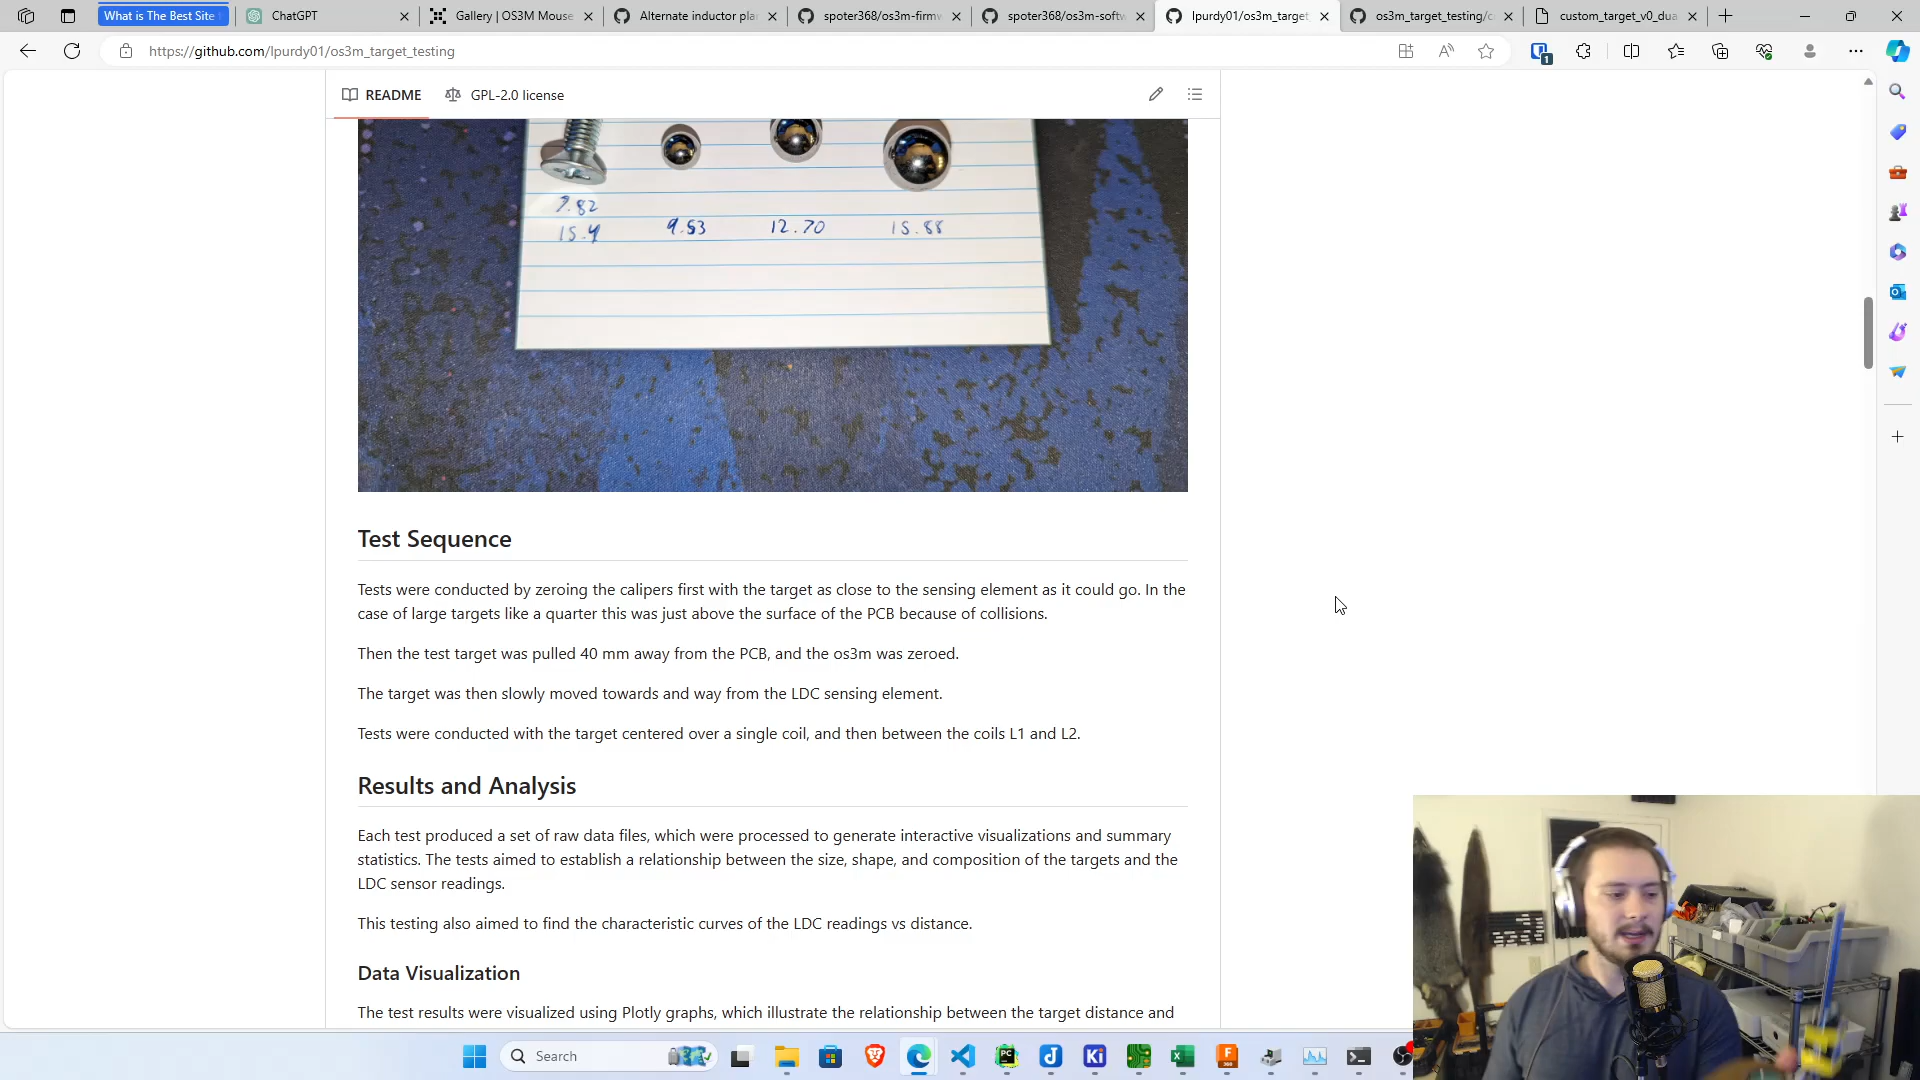 What is The Best Site
ChatGPT
Gallery | OS3M Mouse
Alternate inductor pla
spoter368/os3m-firmw
spoter368/os3m-softw
lpurdy01/os3m_target_
os3m_target_testing/c
custom_target_v0_dua
https://github.com/lpurdy01/os3m_target_testing
1
README
GPL-2.0 license
7.82
15.4
9.53
12.70
15.88
Test Sequence
Tests were conducted by zeroing the calipers first with the target as close to the sensing element as it could go. In the
case of large targets like a quarter this was just above the surface of the PCB because of collisions.
Then the test target was pulled 40 mm away from the PCB, and the os3m was zeroed.
The target was then slowly moved towards and way from the LDC sensing element.
Tests were conducted with the target centered over a single coil, and then between the coils L1 and L2.
Results and Analysis
Each test produced a set of raw data files, which were processed to generate interactive visualizations and summary
statistics. The tests aimed to establish a relationship between the size, shape, and composition of the targets and the
LDC sensor readings.
This testing also aimed to find the characteristic curves of the LDC readings vs distance.
Data Visualization
The test results were visualized using Plotly graphs, which illustrate the relationship between the target distance and
Search